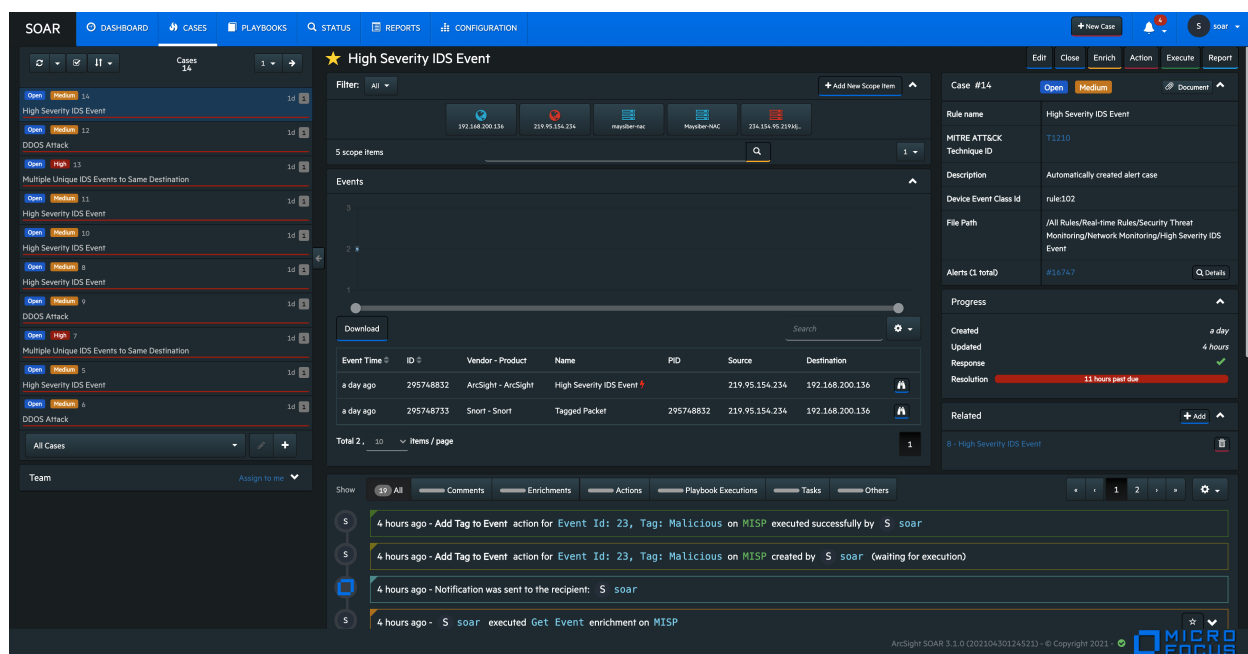 SOAR DASHBOARD CASES PLAYBOOKS STATUS REPORTS CONFIGURATION + New Case 4 S soar
Cases
14
1
Open Medium 14 1d 1
High Severity IDS Event
Open Medium 12 1d 1
DDOS Attack
Open High 13 1d 1
Multiple Unique IDS Events to Same Destination
Open Medium 11 1d 1
High Severity IDS Event
Open Medium 10 1d 1
High Severity IDS Event
Open Medium 8 1d 1
High Severity IDS Event
Open Medium 9 1d 1
DDOS Attack
Open High 7 1d 1
Multiple Unique IDS Events to Same Destination
Open Medium 5 1d 1
High Severity IDS Event
Open Medium 6 1d 1
DDOS Attack
All Cases
Team Assign to me
High Severity IDS Event
Edit Close Enrich Action Execute Report
Filter: All + Add New Scope Item
192.168.200.136 219.95.154.234 maysiber-nac Maysiber-NAC 234.154.95.219.klj...
5 scope items 1
Events
3
2
1
Download Search
Event Time ID Vendor - Product Name PID Source Destination
a day ago 295748832 ArcSight - ArcSight High Severity IDS Event 219.95.154.234 192.168.200.136
a day ago 295748733 Snort - Snort Tagged Packet 295748832 219.95.154.234 192.168.200.136
Total 2 , 10 items / page 1
Case #14 Open Medium Document
Rule name High Severity IDS Event
MITRE ATT&CK
Technique ID
T1210
Description Automatically created alert case
Device Event Class Id rule:102
File Path /All Rules/Real-time Rules/Security Threat
Monitoring/Network Monitoring/High Severity IDS
Event
Alerts (1 total) #16747 Details
Progress
Created a day
Updated 4 hours
Response
Resolution 11 hours past due
Related + Add
8 - High Severity IDS Event
Show 19 All Comments Enrichments Actions Playbook Executions Tasks Others « ‹ 1 2 › »
S 4 hours ago - Add Tag to Event action for Event Id: 23, Tag: Malicious on MISP executed successfully by S soar
S 4 hours ago - Add Tag to Event action for Event Id: 23, Tag: Malicious on MISP created by S soar (waiting for execution)
4 hours ago - Notification was sent to the recipient: S soar
S 4 hours ago - S soar executed Get Event enrichment on MISP
ArcSight SOAR 3.1.0 (20210430124521) - © Copyright 2021 -
MICRO
FOCUS